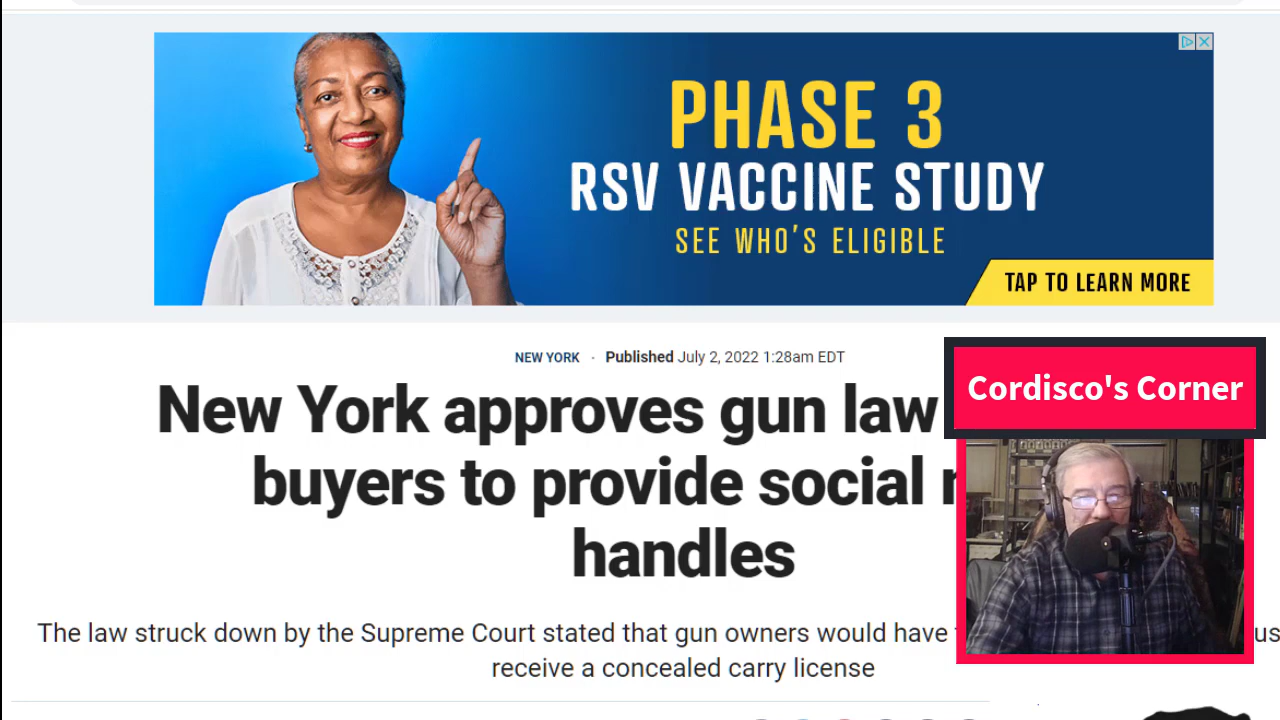 PHASE 3
RSV VACCINE STUDY
SEE WHO'S ELIGIBLE
TAP TO LEARN MORE
NEW YORK · Published July 2, 2022 1:28am EDT
New York approves gun law
Cordisco's Corner
buyers to provide social
handles
The law struck down by the Supreme Court stated that gun owners would have
receive a concealed carry license